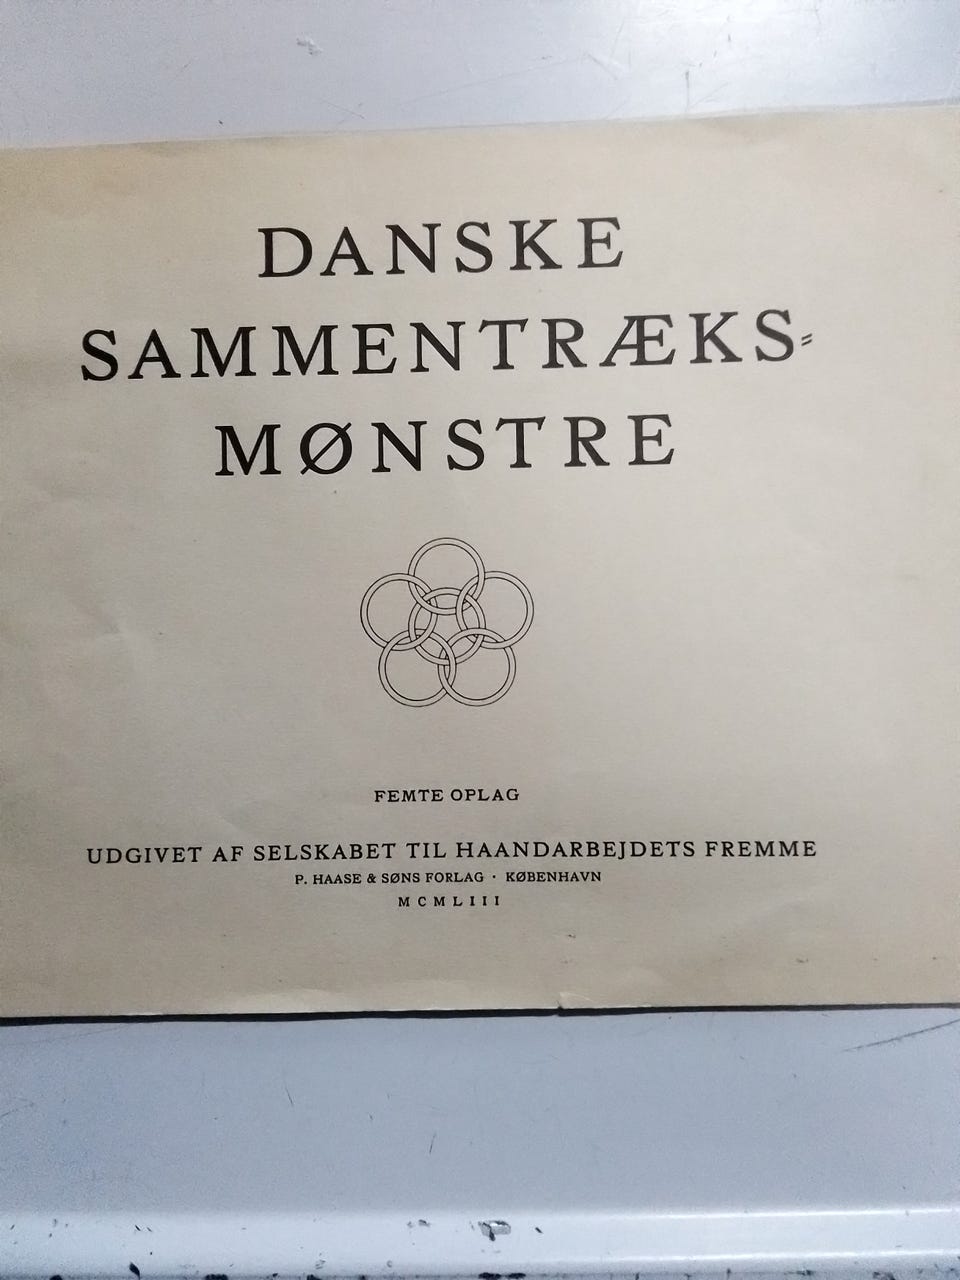 DANSKE
SAMMENTRÆKS⸗
MØNSTRE
FEMTE OPLAG
UDGIVET AF SELSKABET TIL HAANDARBEJDETS FREMME
P. HAASE & SØNS FORLAG · KØBENHAVN
MCMLIII